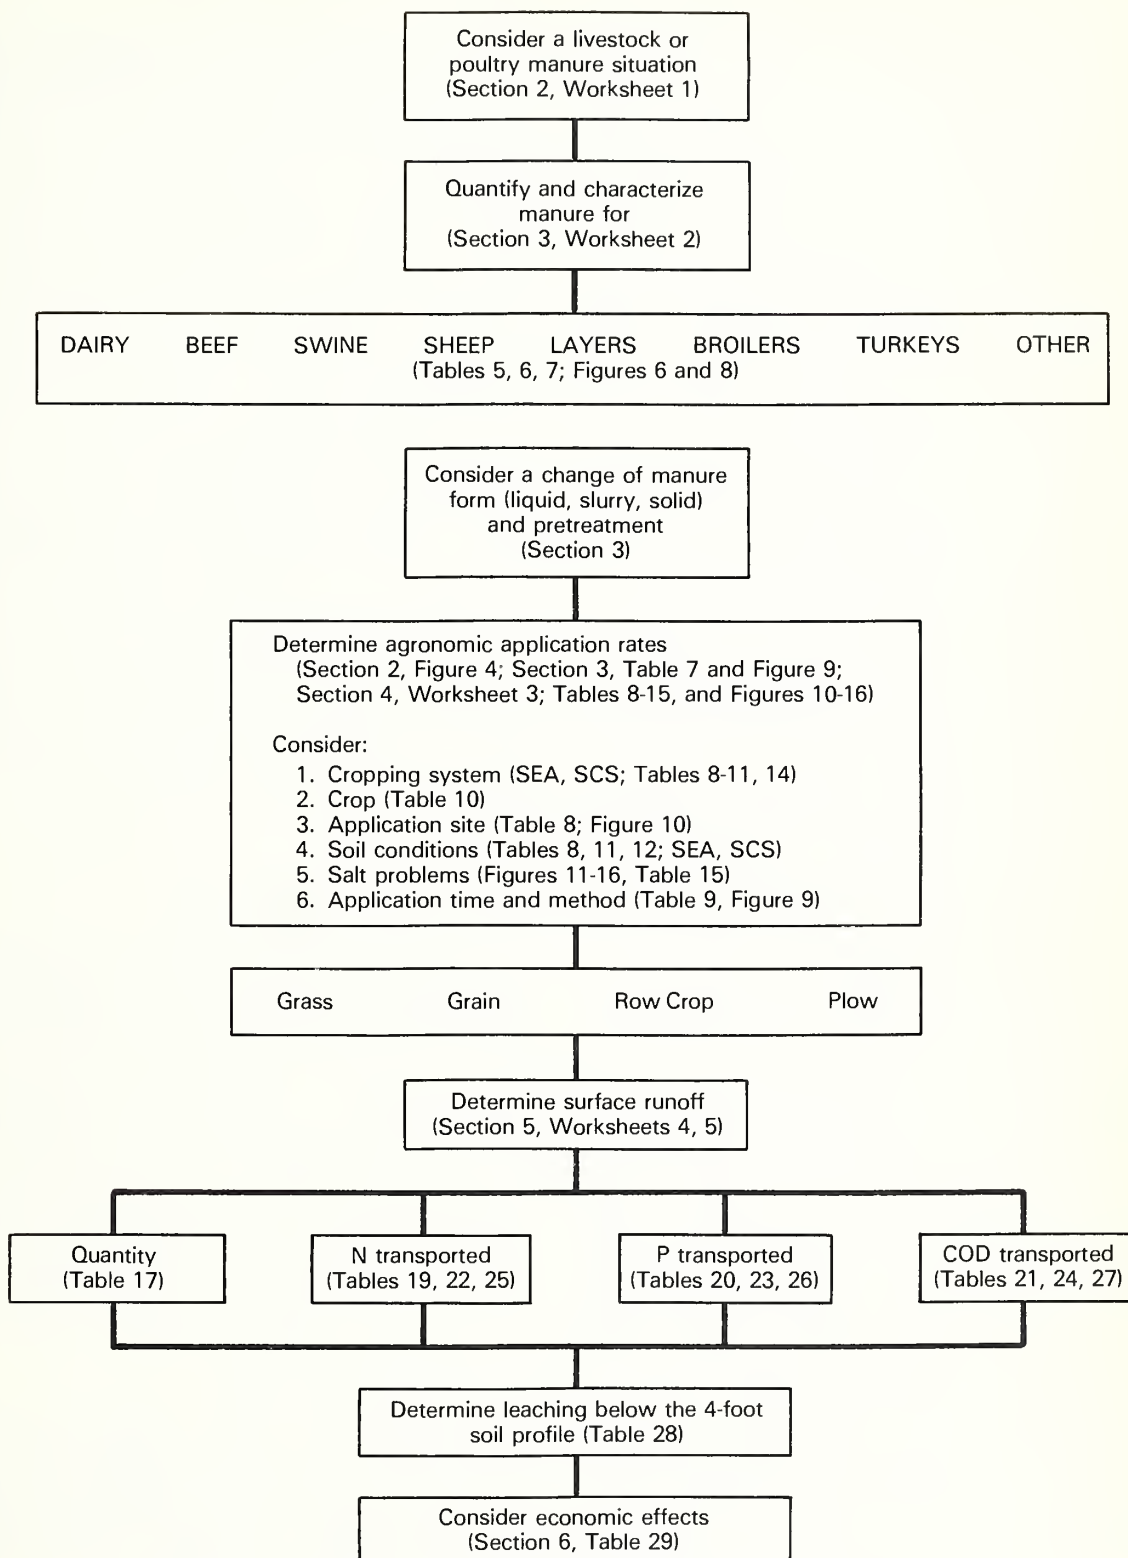 Consider a livestock or
poultry manure situation
(Section 2, Worksheet 1)
Quantify and characterize
manure for
(Section 3, Worksheet 2)
DAIRY BEEF SWINE SHEEP LAYERS BROILERS TURKEYS OTHER
(Tables 5, 6, 7; Figures 6 and 8)
Consider a change of manure
form (liquid, slurry, solid)
and pretreatment
(Section 3)
Determine agronomic application rates
(Section 2, Figure 4; Section 3, Table 7 and Figure 9;
Section 4, Worksheet 3; Tables 8-15, and Figures 10-16)
Consider:
1. Cropping system (SEA, SCS; Tables 8-11, 14)
2. Crop (Table 10)
3. Application site (Table 8; Figure 10)
4. Soil conditions (Tables 8, 11, 12; SEA, SCS)
5. Salt problems (Figures 11-16, Table 15)
6. Application time and method (Table 9, Figure 9)
Grass Grain Row Crop Plow
Determine surface runoff
(Section 5, Worksheets 4, 5)
Quantity
(Table 17)
N transported
(Tables 19, 22, 25)
P transported
(Tables 20, 23, 26)
COD transported
(Tables 21, 24, 27)
Determine leaching below the 4-foot
soil profile (Table 28)
Consider economic effects
(Section 6, Table 29)